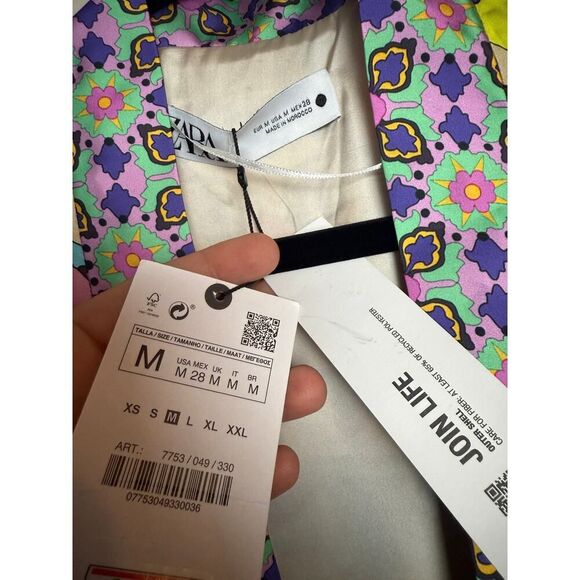 ZARA
EUR M USA M MEX 28
MADE IN MOROCCO
FSC
TALLA / SIZE / TAMANHO / TAILLE / MAAT / ΜΕΓΕΘΟΣ
M
USA MEX UK IT BR
M 28 M M M
XS S M L XL XXL
ART.: 7753 / 049 / 330
07753049330036
JOIN LIFE
OUTER SHELL
CARE FOR FIBER: AT LEAST 65% OF RECYCLED POLYESTER